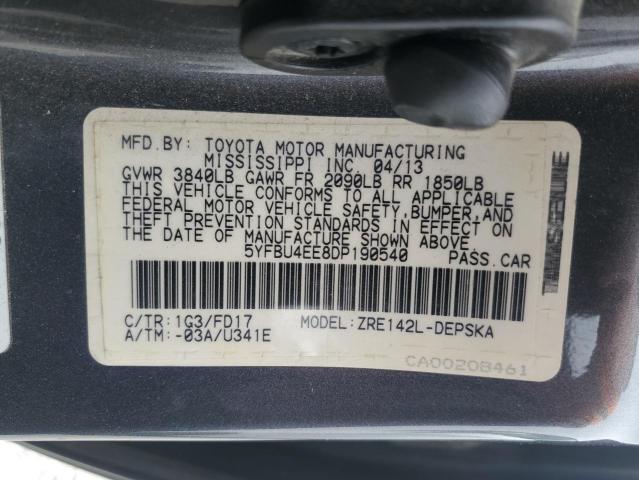 MFD.BY: TOYOTA MOTOR MANUFACTURING
MISSISSIPPI INC. 04/13
GVWR 3840LB GAWR FR 2090LB RR 1850LB
THIS VEHICLE CONFORMS TO ALL APPLICABLE
FEDERAL MOTOR VEHICLE SAFETY,BUMPER,AND
THEFT PREVENTION STANDARDS IN EFFECT ON
THE DATE OF MANUFACTURE SHOWN ABOVE.
5YFBU4EE8DP190540 PASS.CAR
C/TR:1G3/FD17 MODEL:ZRE142L-DEPSKA
A/TM:-03A/U341E
CA00208461